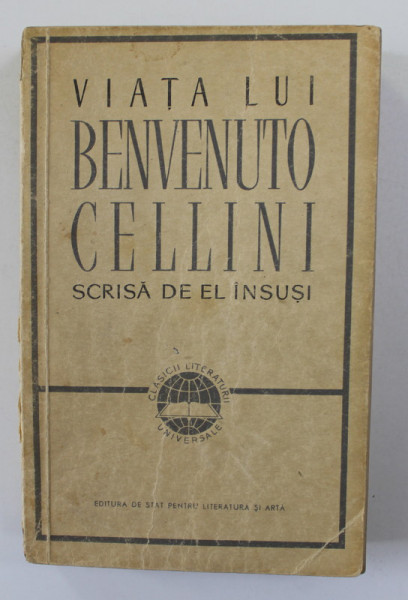 VIAȚA LUI
BENVENUTO
CELLINI
SCRISĂ DE EL ÎNSUȘI
CLASICII LITERATURII
UNIVERSALE
EDITURA DE STAT PENTRU LITERATURĂ ȘI ARTĂ